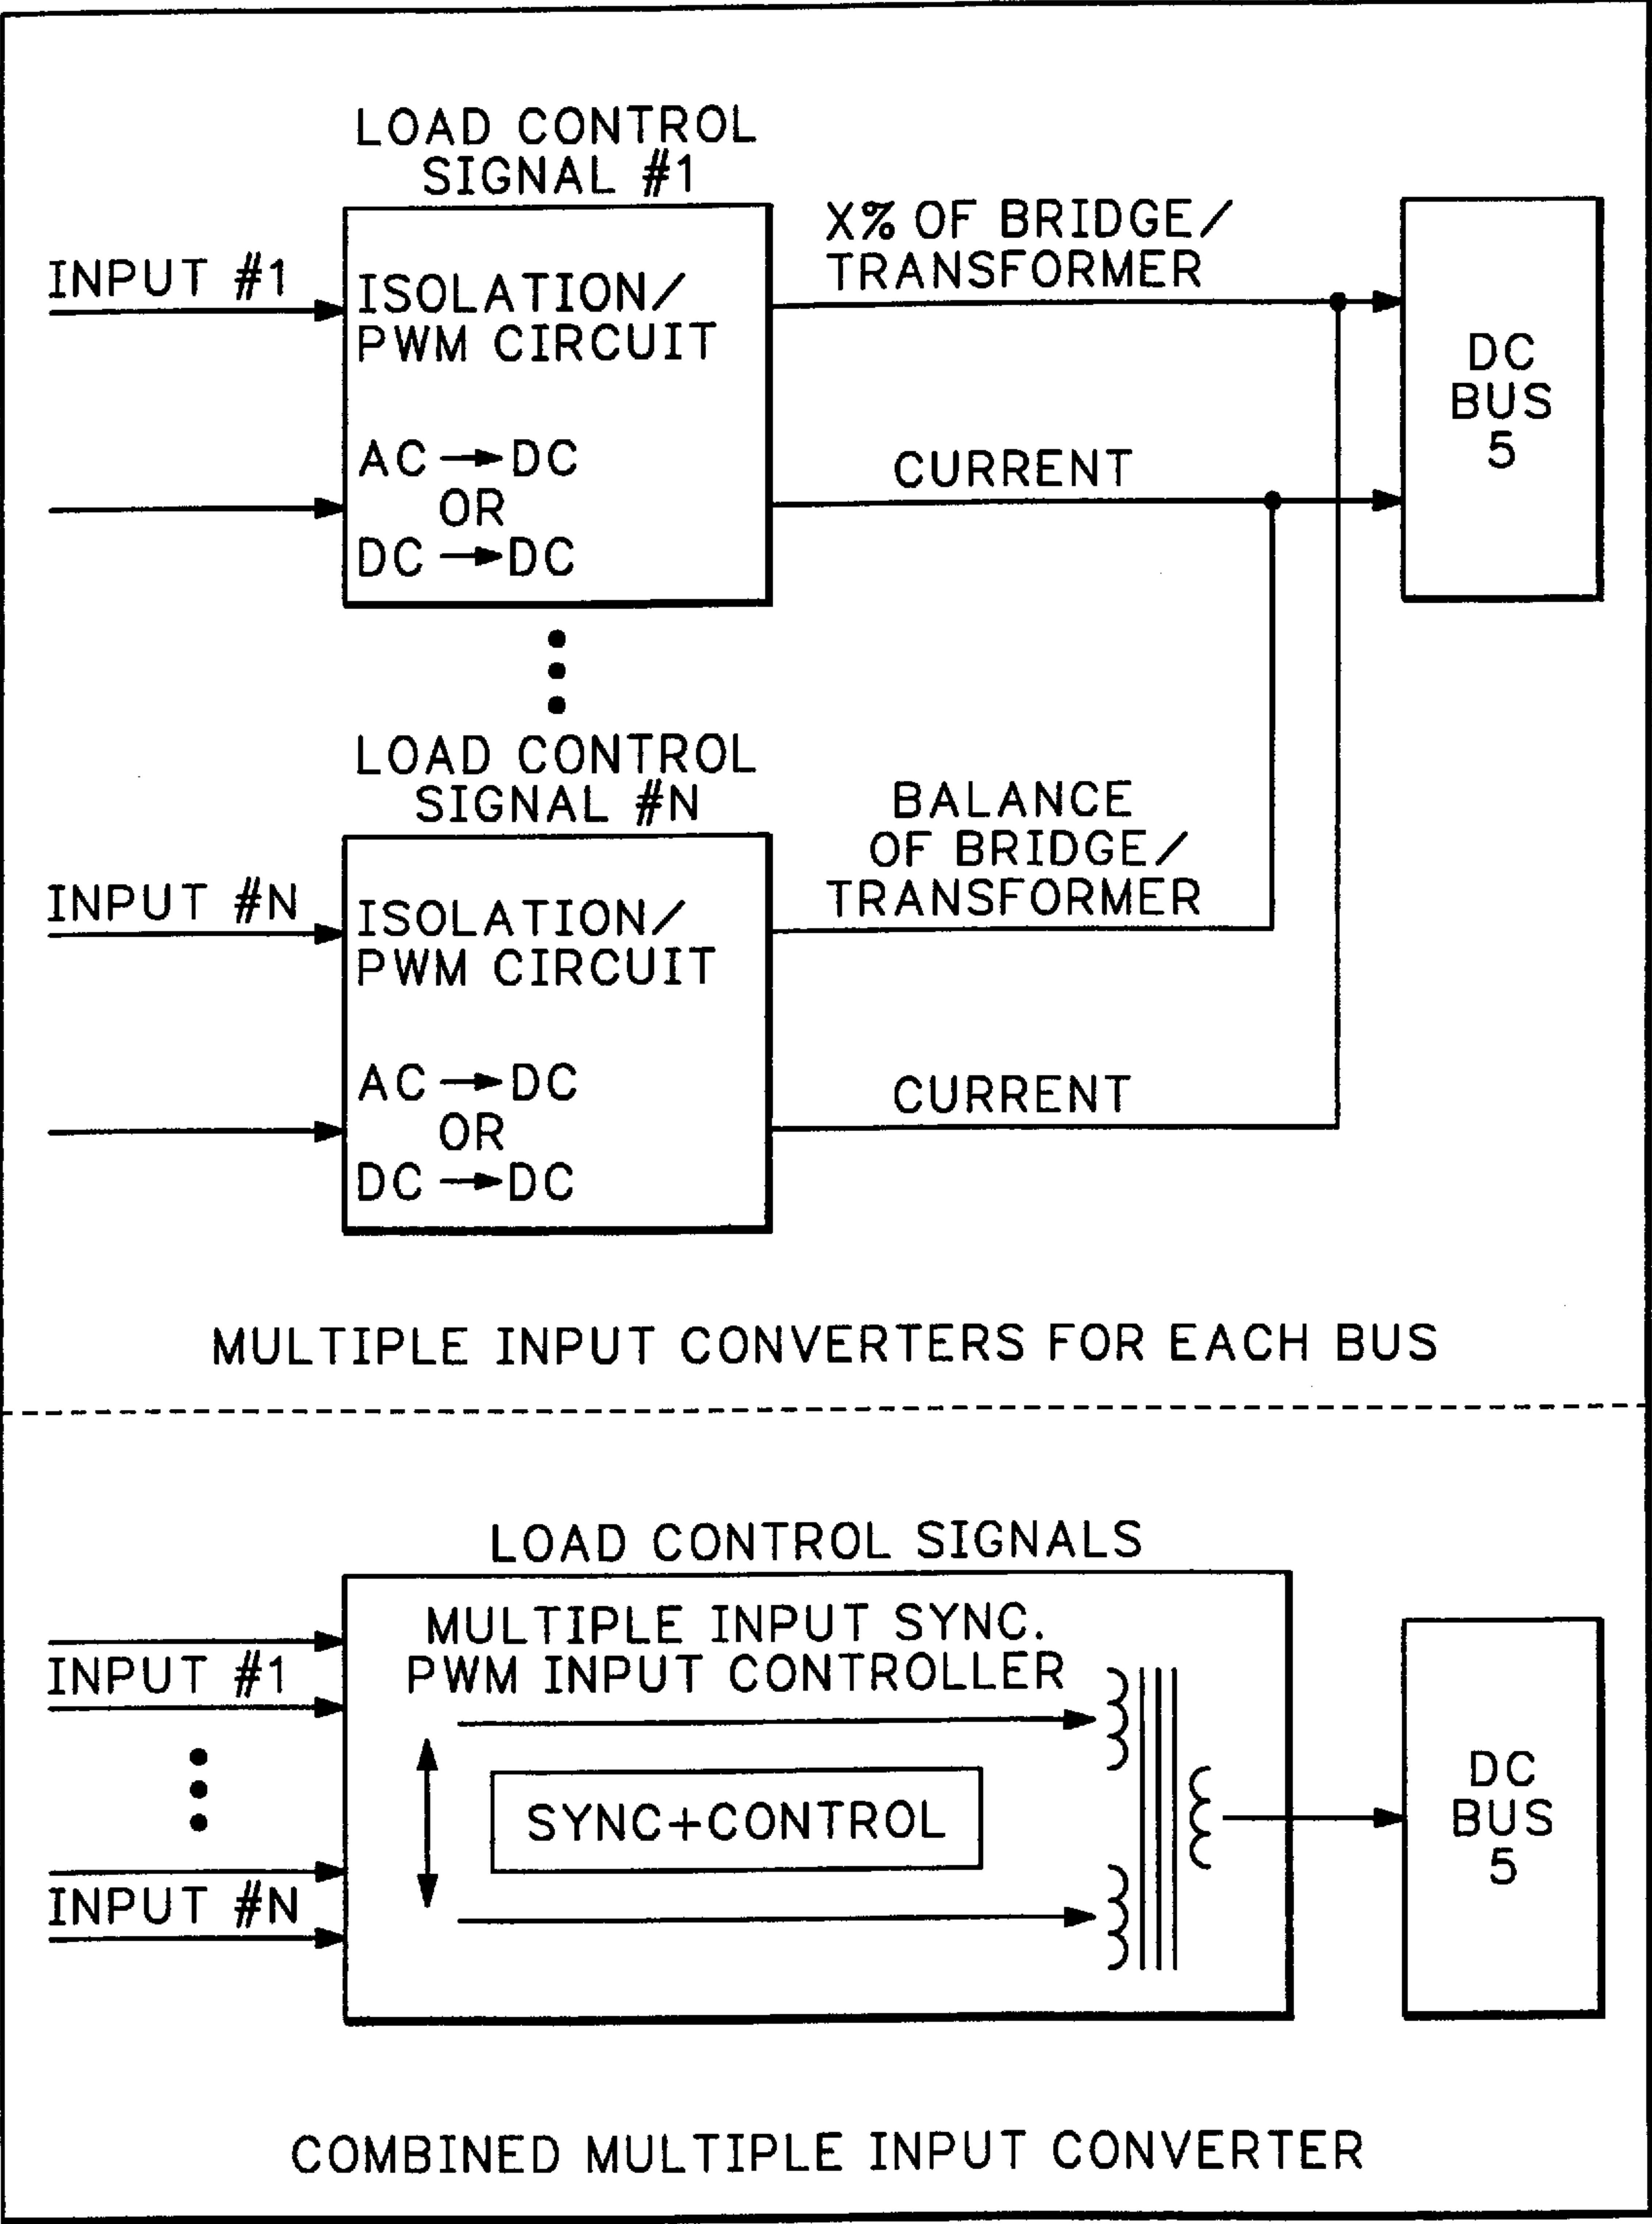 LOAD CONTROL
SIGNAL #1
INPUT #1
ISOLATION/
PWM CIRCUIT
AC → DC
OR
DC → DC
X% OF BRIDGE/
TRANSFORMER
CURRENT
DC
BUS
5
LOAD CONTROL
SIGNAL #N
INPUT #N
ISOLATION/
PWM CIRCUIT
AC → DC
OR
DC → DC
BALANCE
OF BRIDGE/
TRANSFORMER
CURRENT
MULTIPLE INPUT CONVERTERS FOR EACH BUS
LOAD CONTROL SIGNALS
MULTIPLE INPUT SYNC.
PWM INPUT CONTROLLER
INPUT #1
SYNC+CONTROL
INPUT #N
DC
BUS
5
COMBINED MULTIPLE INPUT CONVERTER